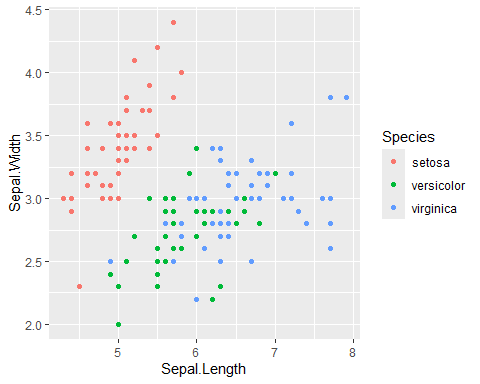 4.5
4.0
3.5
3.0
2.5
2.0
Sepal.Width
5
6
7
8
Sepal.Length
Species
setosa
versicolor
virginica